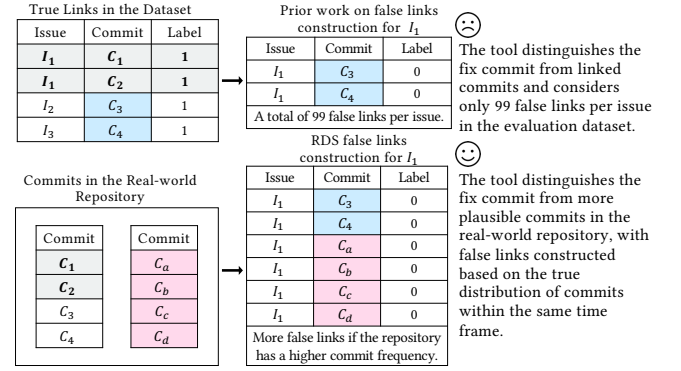 True Links in the Dataset
Issue Commit Label
I₁ C₁ 1
I₁ C₂ 1
I₂ C₃ 1
I₃ C₄ 1
Prior work on false links
construction for I₁
Issue Commit Label
I₁ C₃ 0
I₁ C₄ 0
A total of 99 false links per issue.
The tool distinguishes the
fix commit from linked
commits and considers
only 99 false links per issue
in the evaluation dataset.
Commits in the Real-world
Repository
Commit Commit
C₁ Cₐ
C₂ C_b
C₃ C_c
C₄ C_d
RDS false links
construction for I₁
Issue Commit Label
I₁ C₃ 0
I₁ C₄ 0
I₁ Cₐ 0
I₁ C_b 0
I₁ C_c 0
I₁ C_d 0
More false links if the repository
has a higher commit frequency.
The tool distinguishes the
fix commit from more
plausible commits in the
real-world repository, with
false links constructed
based on the true
distribution of commits
within the same time
frame.